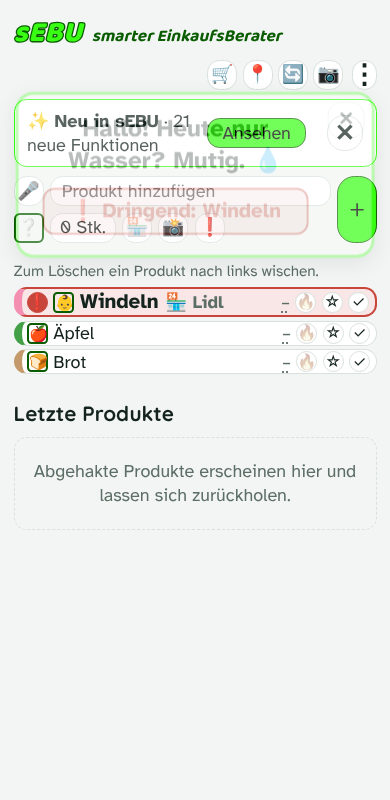 sEBU smarter EinkaufsBerater
✨ Neu in sEBU · 21
neue Funktionen
Ansehen
✕
Hallo! Heute nur
Wasser? Mutig. 💧
Produkt hinzufügen
❗ Dringend: Windeln
0 Stk.
+
Zum Löschen ein Produkt nach links wischen.
Windeln 🏪 Lidl –
Äpfel –
Brot –
Letzte Produkte
Abgehakte Produkte erscheinen hier und
lassen sich zurückholen.